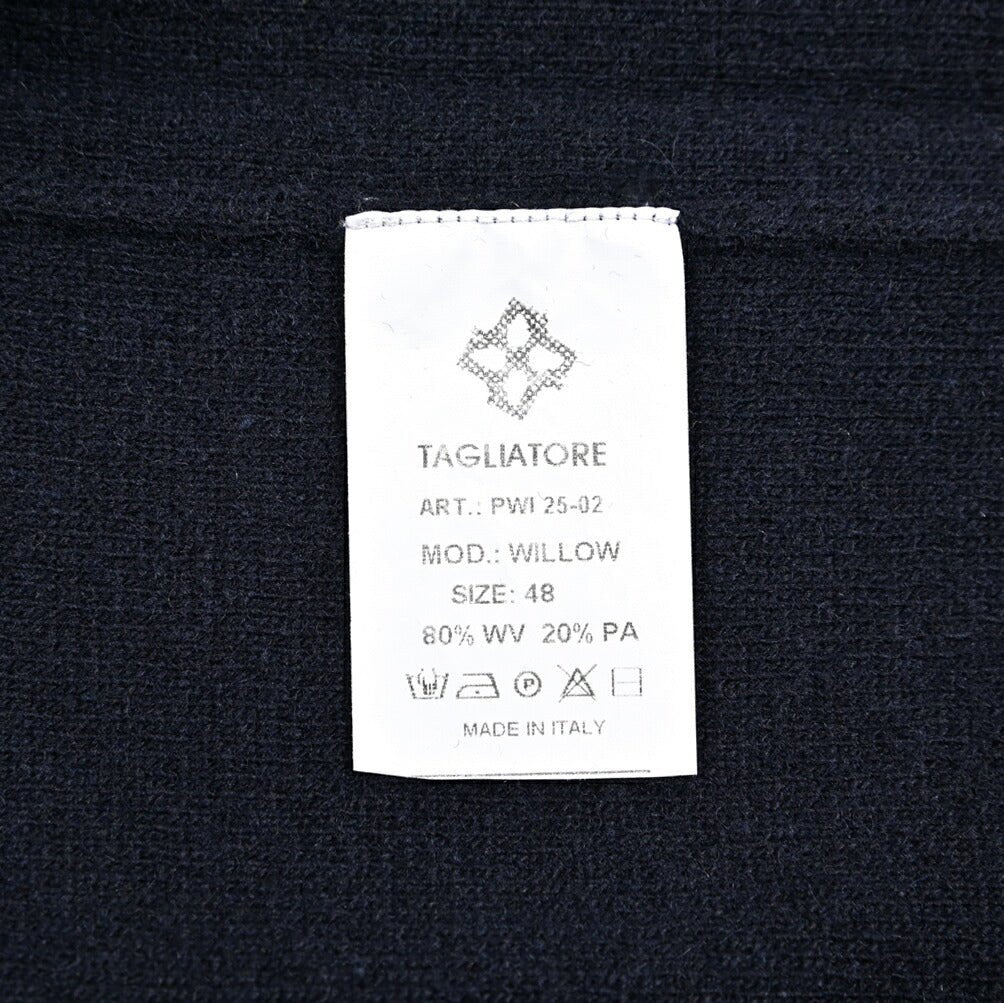 TAGLIATORE
ART.: PWI 25-02
MOD.: WILLOW
SIZE: 48
80% WV 20% PA
P
MADE IN ITALY